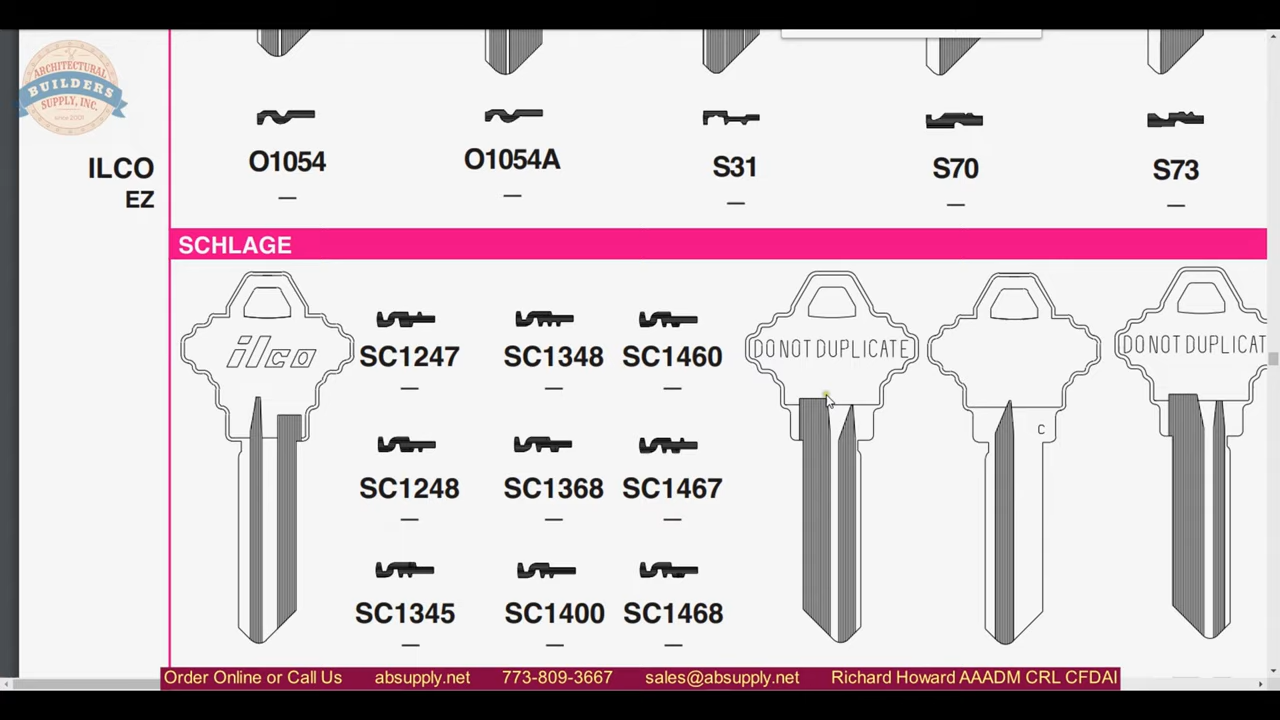 ARCHITECTURAL
BUILDERS
SUPPLY, INC.
since 2001
ILCO
EZ
O1054
—
O1054A
—
S31
—
S70
—
S73
—
SCHLAGE
ilco
SC1247
—
SC1348
—
SC1460
—
SC1248
—
SC1368
—
SC1467
—
SC1345
—
SC1400
—
SC1468
—
DO NOT DUPLICATE
C
DO NOT DUPLICAT
Order Online or Call Us absupply.net 773-809-3667 sales@absupply.net Richard Howard AAADM CRL CFDAI